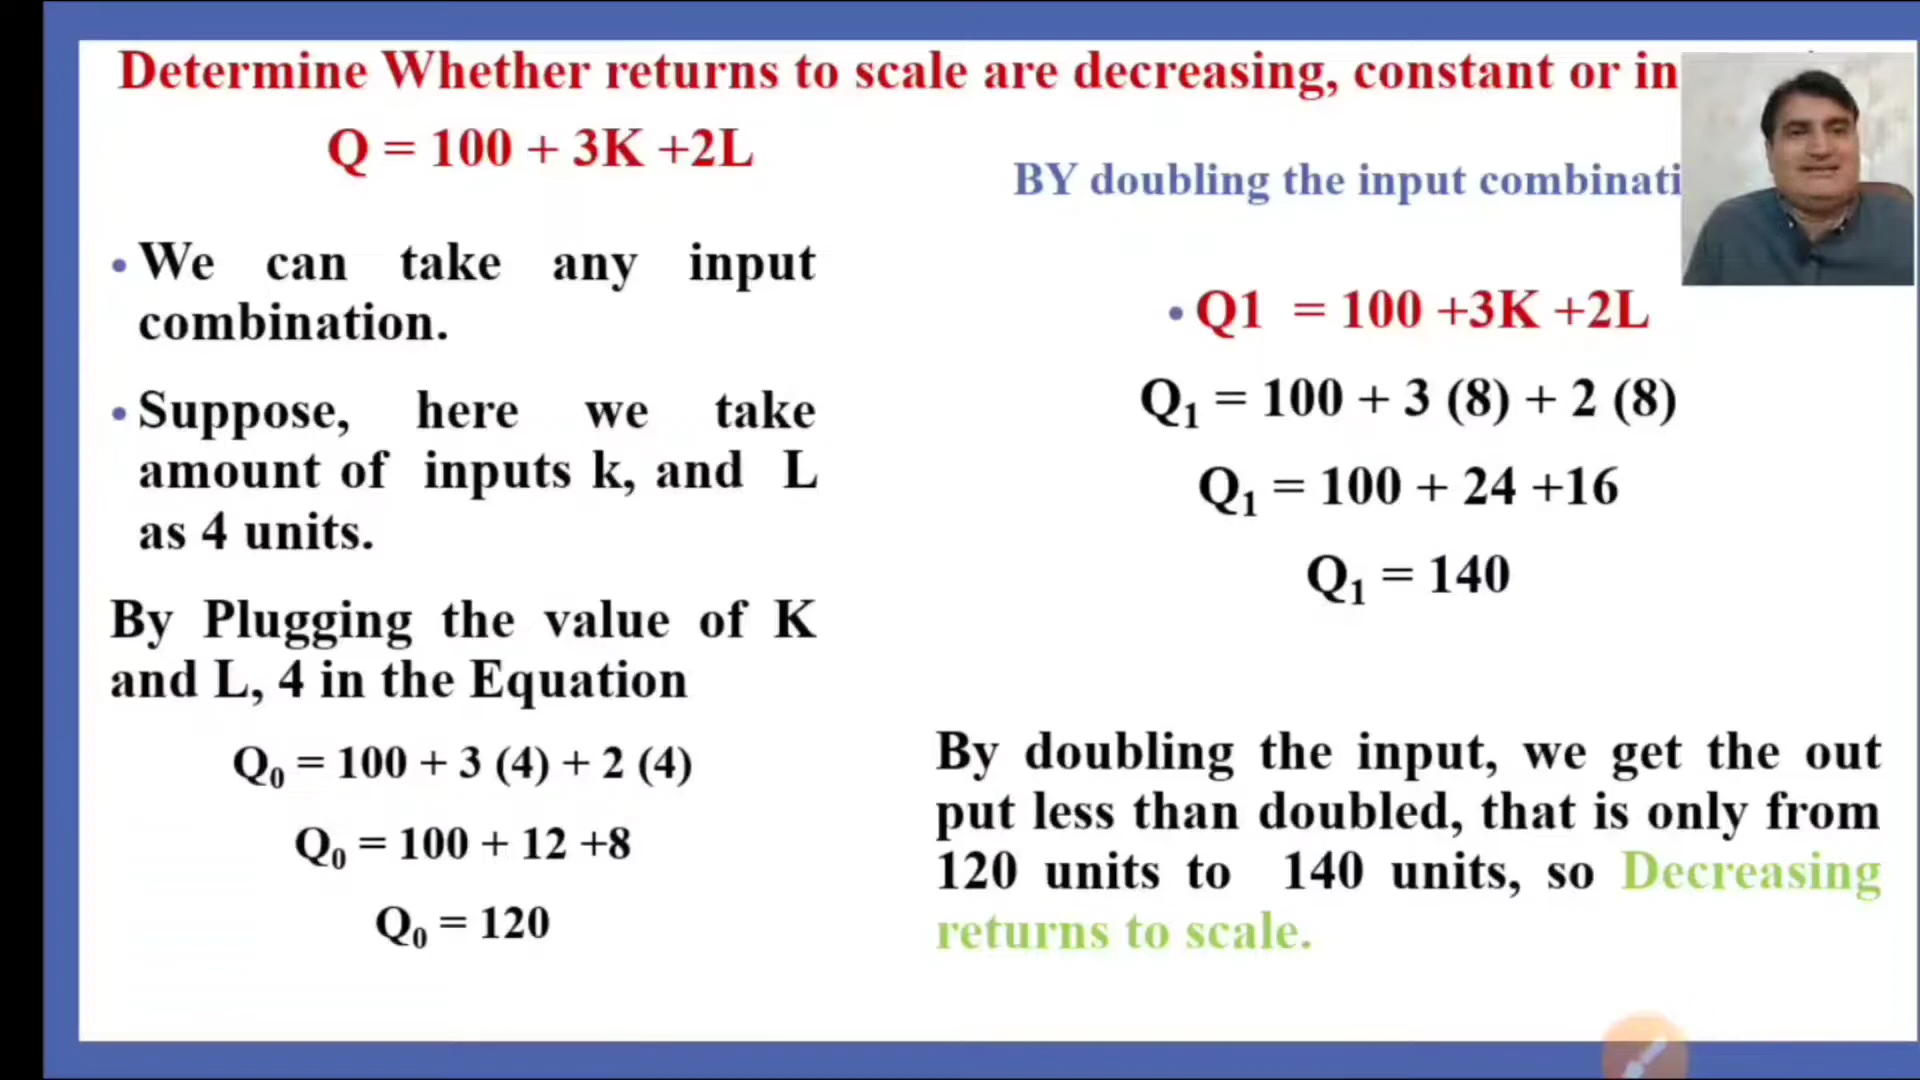 Determine Whether returns to scale are decreasing, constant or in
Q = 100 + 3K +2L
• We can take any input
combination.
• Suppose, here we take
amount of inputs k, and L
as 4 units.
By Plugging the value of K
and L, 4 in the Equation
Q₀ = 100 + 3 (4) + 2 (4)
Q₀ = 100 + 12 +8
Q₀ = 120
BY doubling the input combinati
• Q1 = 100 +3K +2L
Q₁ = 100 + 3 (8) + 2 (8)
Q₁ = 100 + 24 +16
Q₁ = 140
By doubling the input, we get the out
put less than doubled, that is only from
120 units to 140 units, so Decreasing
returns to scale.